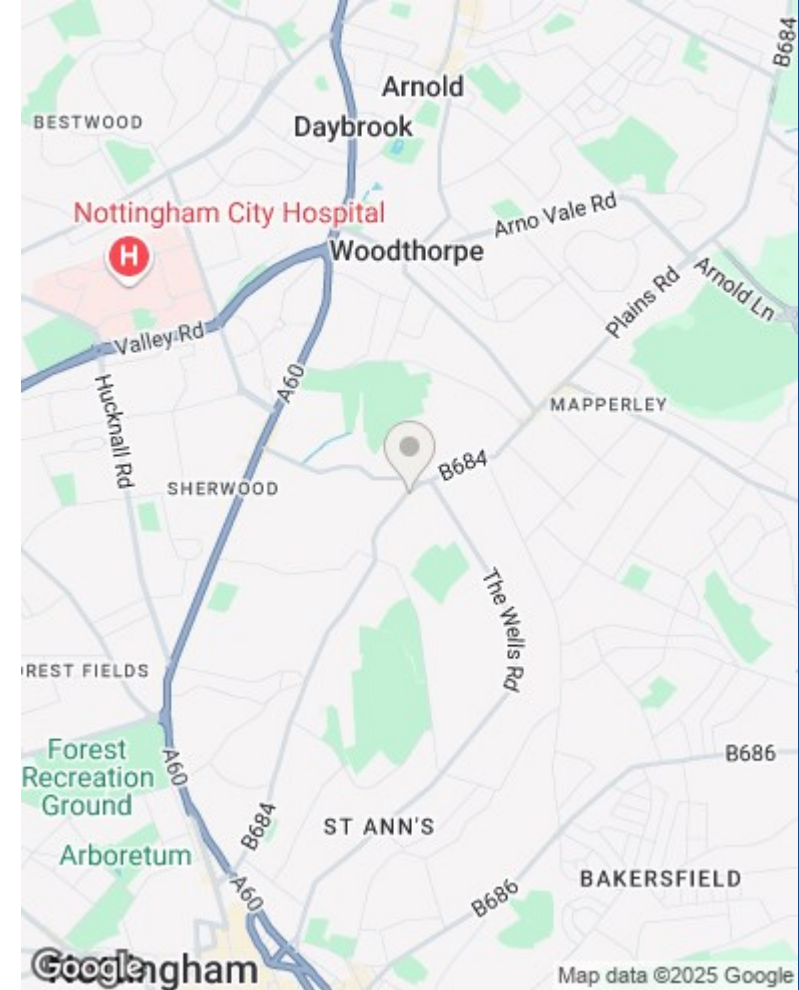 B684
Arnold
Daybrook
BESTWOOD
Nottingham City Hospital
H
Arno Vale Rd
Woodthorpe
Arnold Ln
Plains Rd
Valley Rd
A60
Hucknall Rd
MAPPERLEY
B684
SHERWOOD
The Wells Rd
REST FIELDS
Forest
Recreation
Ground
A60
B686
B684
ST ANN'S
Arboretum
BAKERSFIELD
A60
B686
Google
Nottingham
Map data ©2025 Google